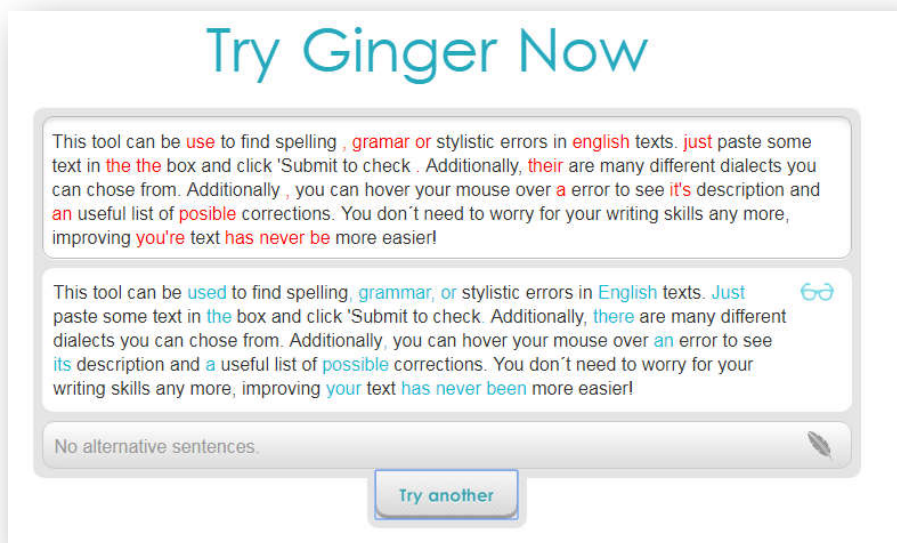 Try Ginger Now
This tool can be use to find spelling , gramar or stylistic errors in english texts. just paste some
text in the the box and click 'Submit to check . Additionally, their are many different dialects you
can chose from. Additionally , you can hover your mouse over a error to see it's description and
an useful list of posible corrections. You don´t need to worry for your writing skills any more,
improving you're text has never be more easier!
This tool can be used to find spelling, grammar, or stylistic errors in English texts. Just
paste some text in the box and click 'Submit to check. Additionally, there are many different
dialects you can chose from. Additionally, you can hover your mouse over an error to see
its description and a useful list of possible corrections. You don´t need to worry for your
writing skills any more, improving your text has never been more easier!
No alternative sentences.
Try another